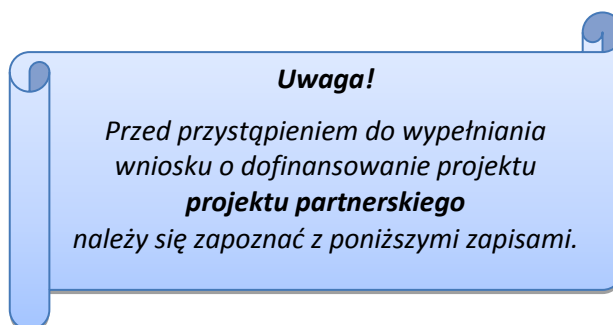 Uwaga!
Przed przystąpieniem do wypełniania
wniosku o dofinansowanie projektu
projektu partnerskiego
należy się zapoznać z poniższymi zapisami.